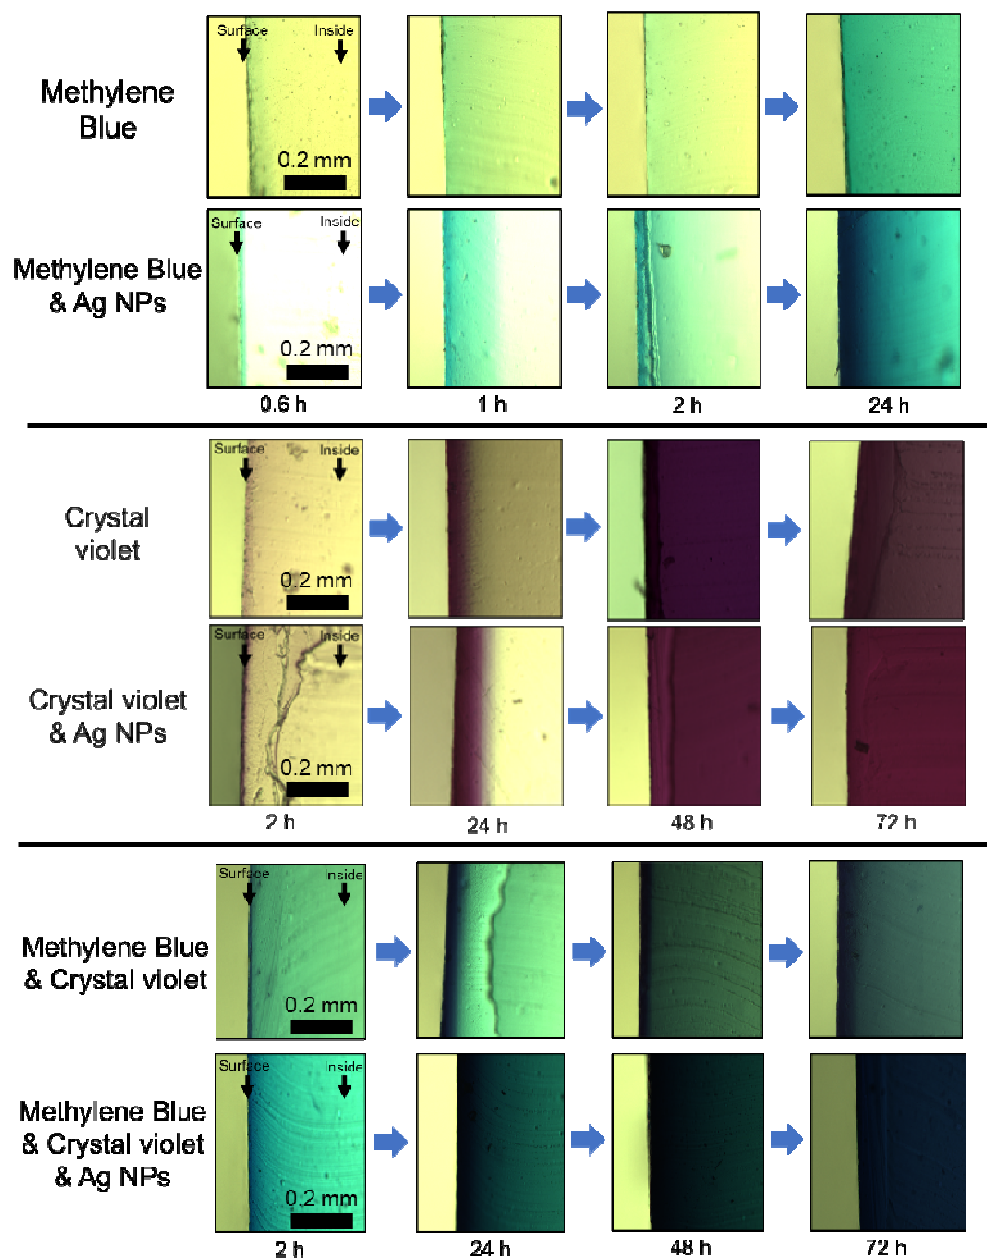 Surface Inside
Methylene
Blue
0.2 mm
Surface Inside
Methylene Blue
& Ag NPs
0.2 mm
0.6 h 1 h 2 h 24 h
Surface Inside
Crystal
violet
0.2 mm
Surface Inside
Crystal violet
& Ag NPs
0.2 mm
2 h 24 h 48 h 72 h
Surface Inside
Methylene Blue
& Crystal violet
0.2 mm
Surface Inside
Methylene Blue
& Crystal violet
& Ag NPs
0.2 mm
2 h 24 h 48 h 72 h